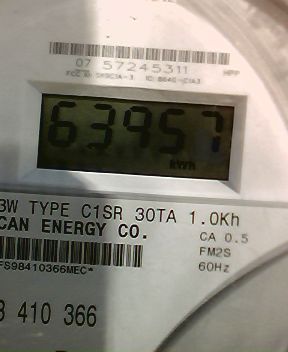 07 57245311
HPP
63957
KWH
3W TYPE C1SR 30TA 1.0Kh
CAN ENERGY CO.
CA 0.5
FM2S
60Hz
FS98410366MEC*
8 410 366